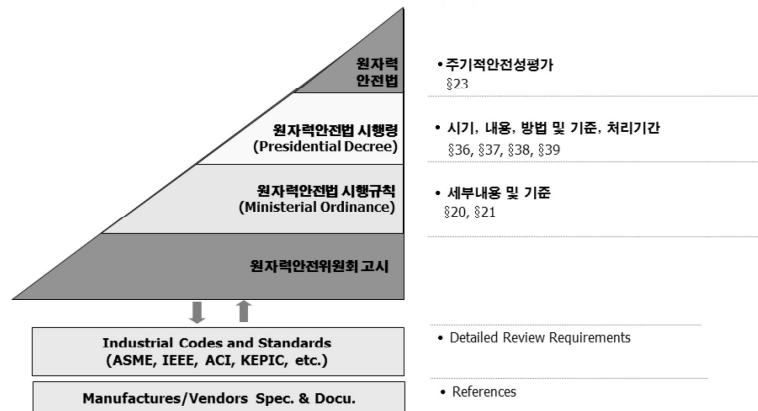 원자력
안전법
•주기적안전성평가
§23
원자력안전법 시행령
(Presidential Decree)
• 시기, 내용, 방법 및 기준, 처리기간
§36, §37, §38, §39
원자력안전법 시행규칙
(Ministerial Ordinance)
• 세부내용 및 기준
§20, §21
원자력안전위원회 고시
Industrial Codes and Standards
(ASME, IEEE, ACI, KEPIC, etc.)
• Detailed Review Requirements
Manufactures/Vendors Spec. & Docu.
• References